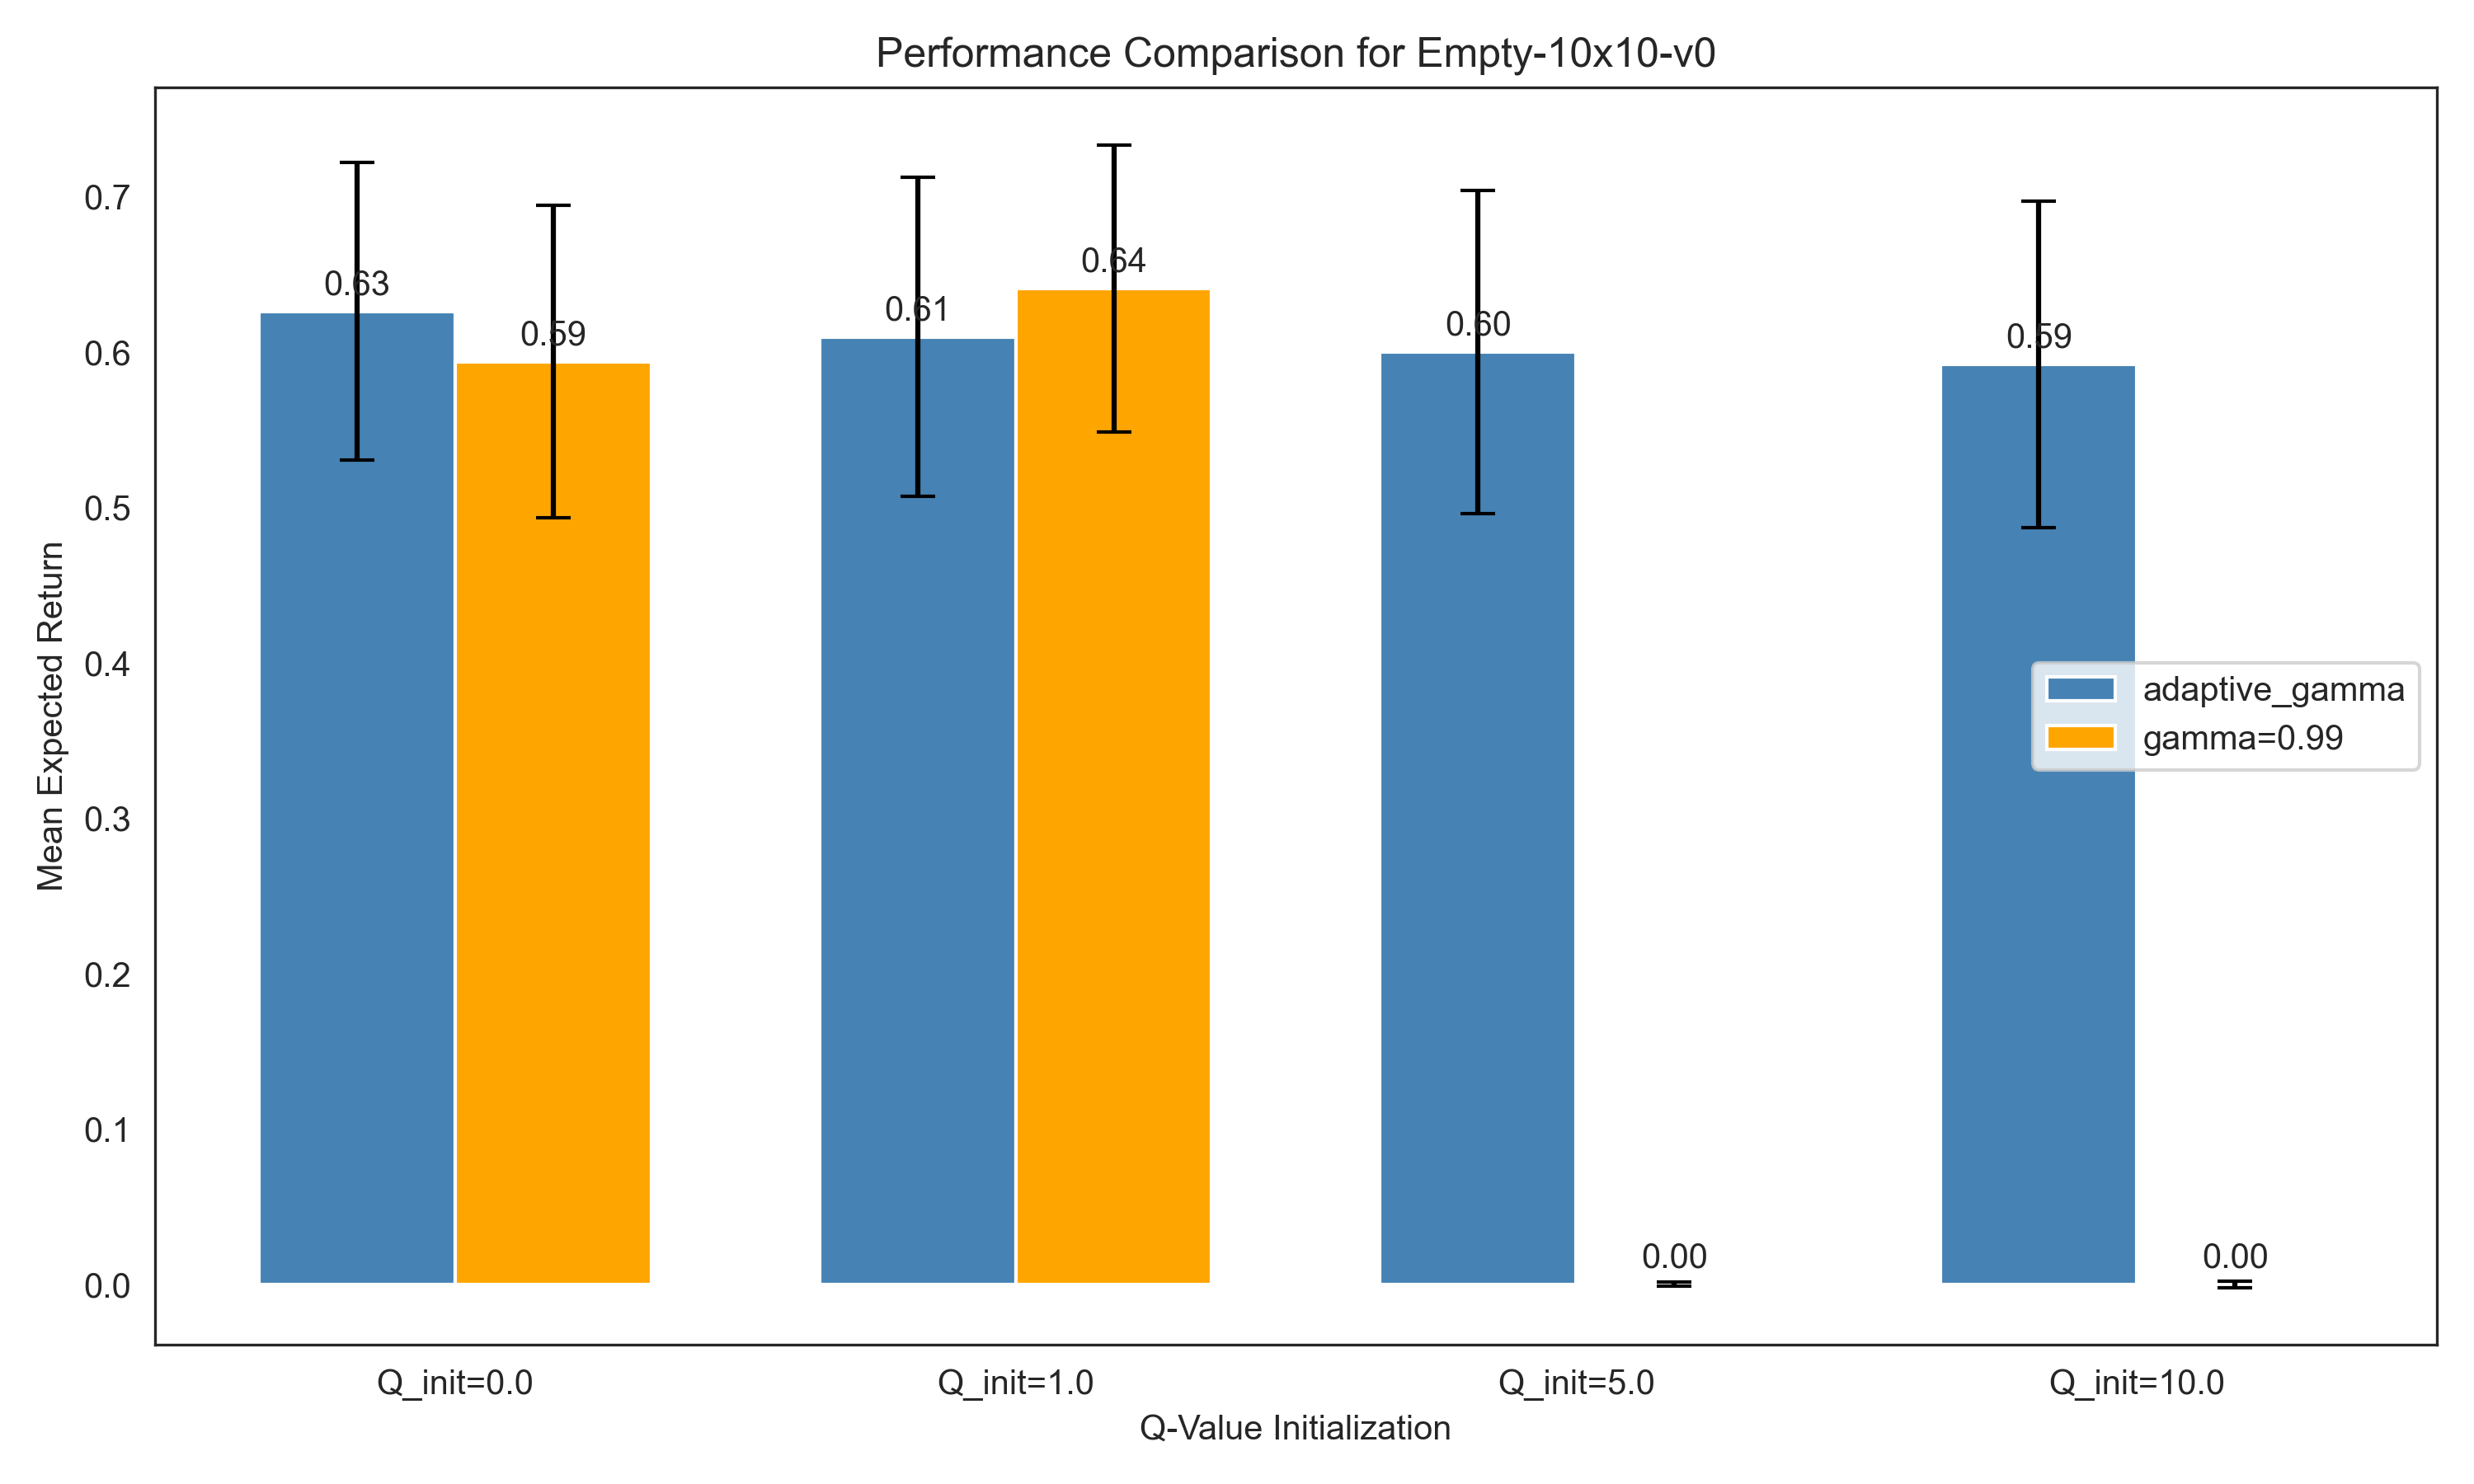 Performance Comparison for Empty-10x10-v0
Mean Expected Return
0.7
0.6
0.5
0.4
0.3
0.2
0.1
0.0
0.63
0.59
0.61
0.64
0.60
0.00
0.59
0.00
adaptive_gamma
gamma=0.99
Q_init=0.0
Q_init=1.0
Q_init=5.0
Q_init=10.0
Q-Value Initialization